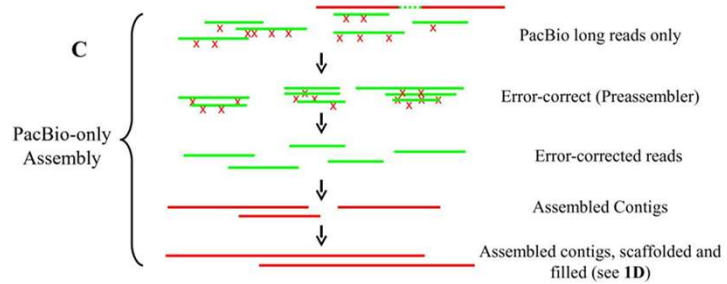 C
PacBio long reads only
Error-correct (Preassembler)
PacBio-only
Assembly
Error-corrected reads
Assembled Contigs
Assembled contigs, scaffolded and
filled (see 1D)